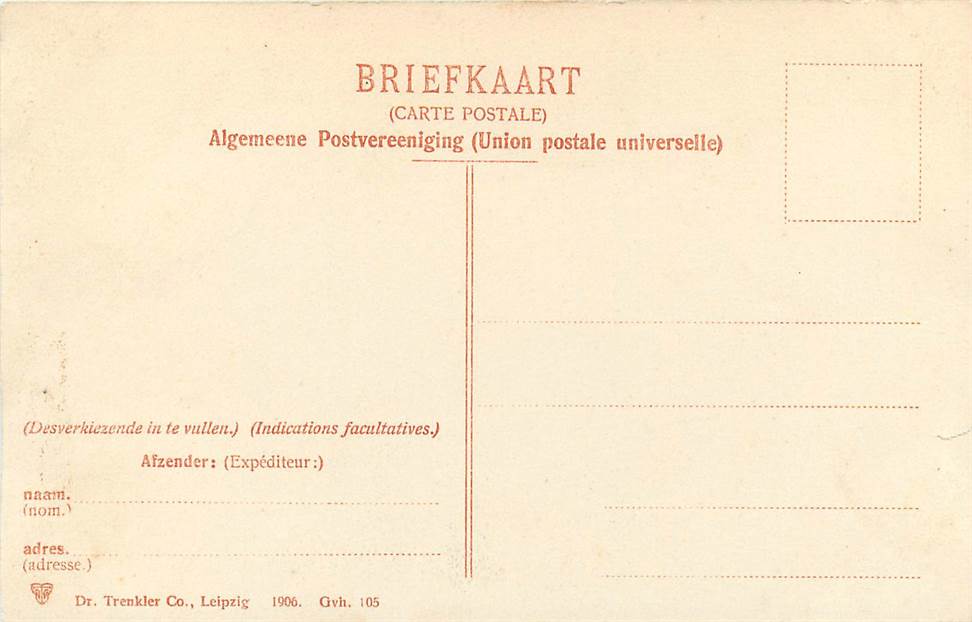 BRIEFKAART
(CARTE POSTALE)
Algemeene Postvereeniging (Union postale universelle)
(Desverkiezende in te vullen.) (Indications facultatives.)
Afzender: (Expéditeur:)
naam.
(nom.)
adres.
(adresse.)
Dr. Trenkler Co., Leipzig 1906. Gvh. 105